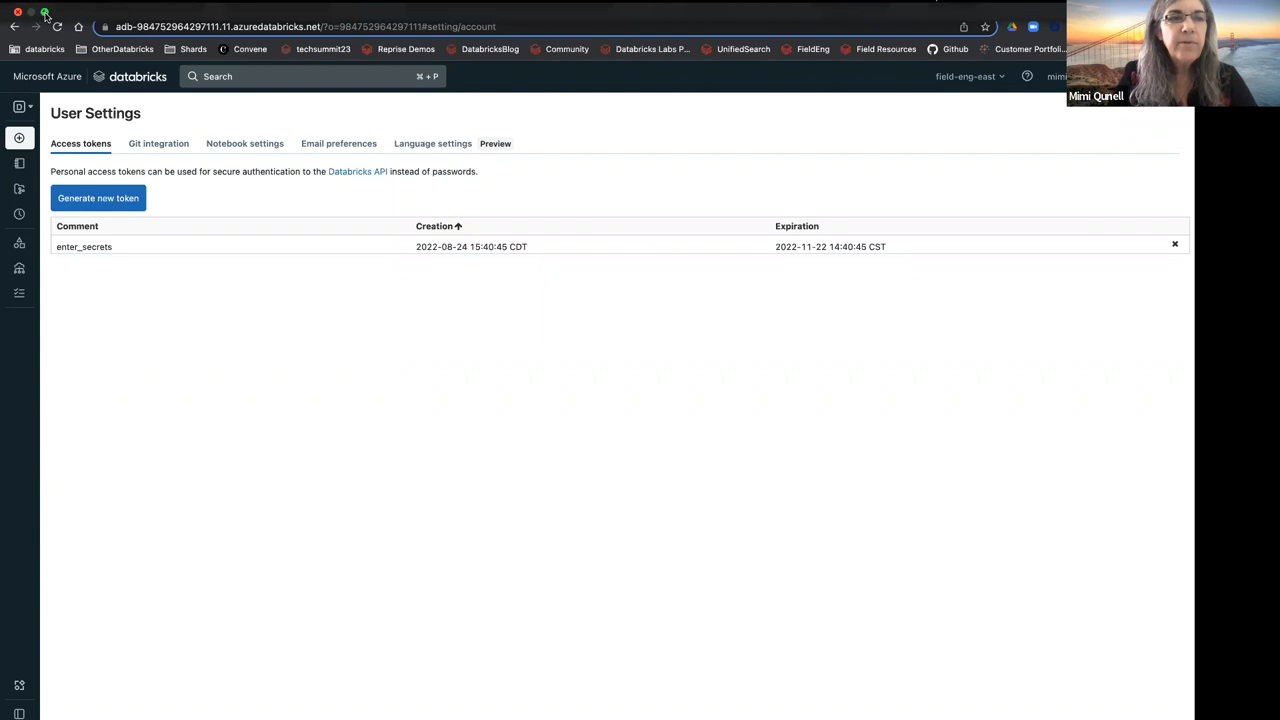 adb-984752964297111.11.azuredatabricks.net/?o=984752964297111#setting/account
databricks OtherDatabricks Shards Convene techsummit23 Reprise Demos DatabricksBlog Community Databricks Labs P... UnifiedSearch FieldEng Field Resources Github Customer Portfoli...
Microsoft Azure databricks Search ⌘ + P field-eng-east mimi
Mimi Qunell
User Settings
Access tokens Git integration Notebook settings Email preferences Language settings Preview
Personal access tokens can be used for secure authentication to the Databricks API instead of passwords.
Generate new token
Comment Creation Expiration
enter_secrets 2022-08-24 15:40:45 CDT 2022-11-22 14:40:45 CST